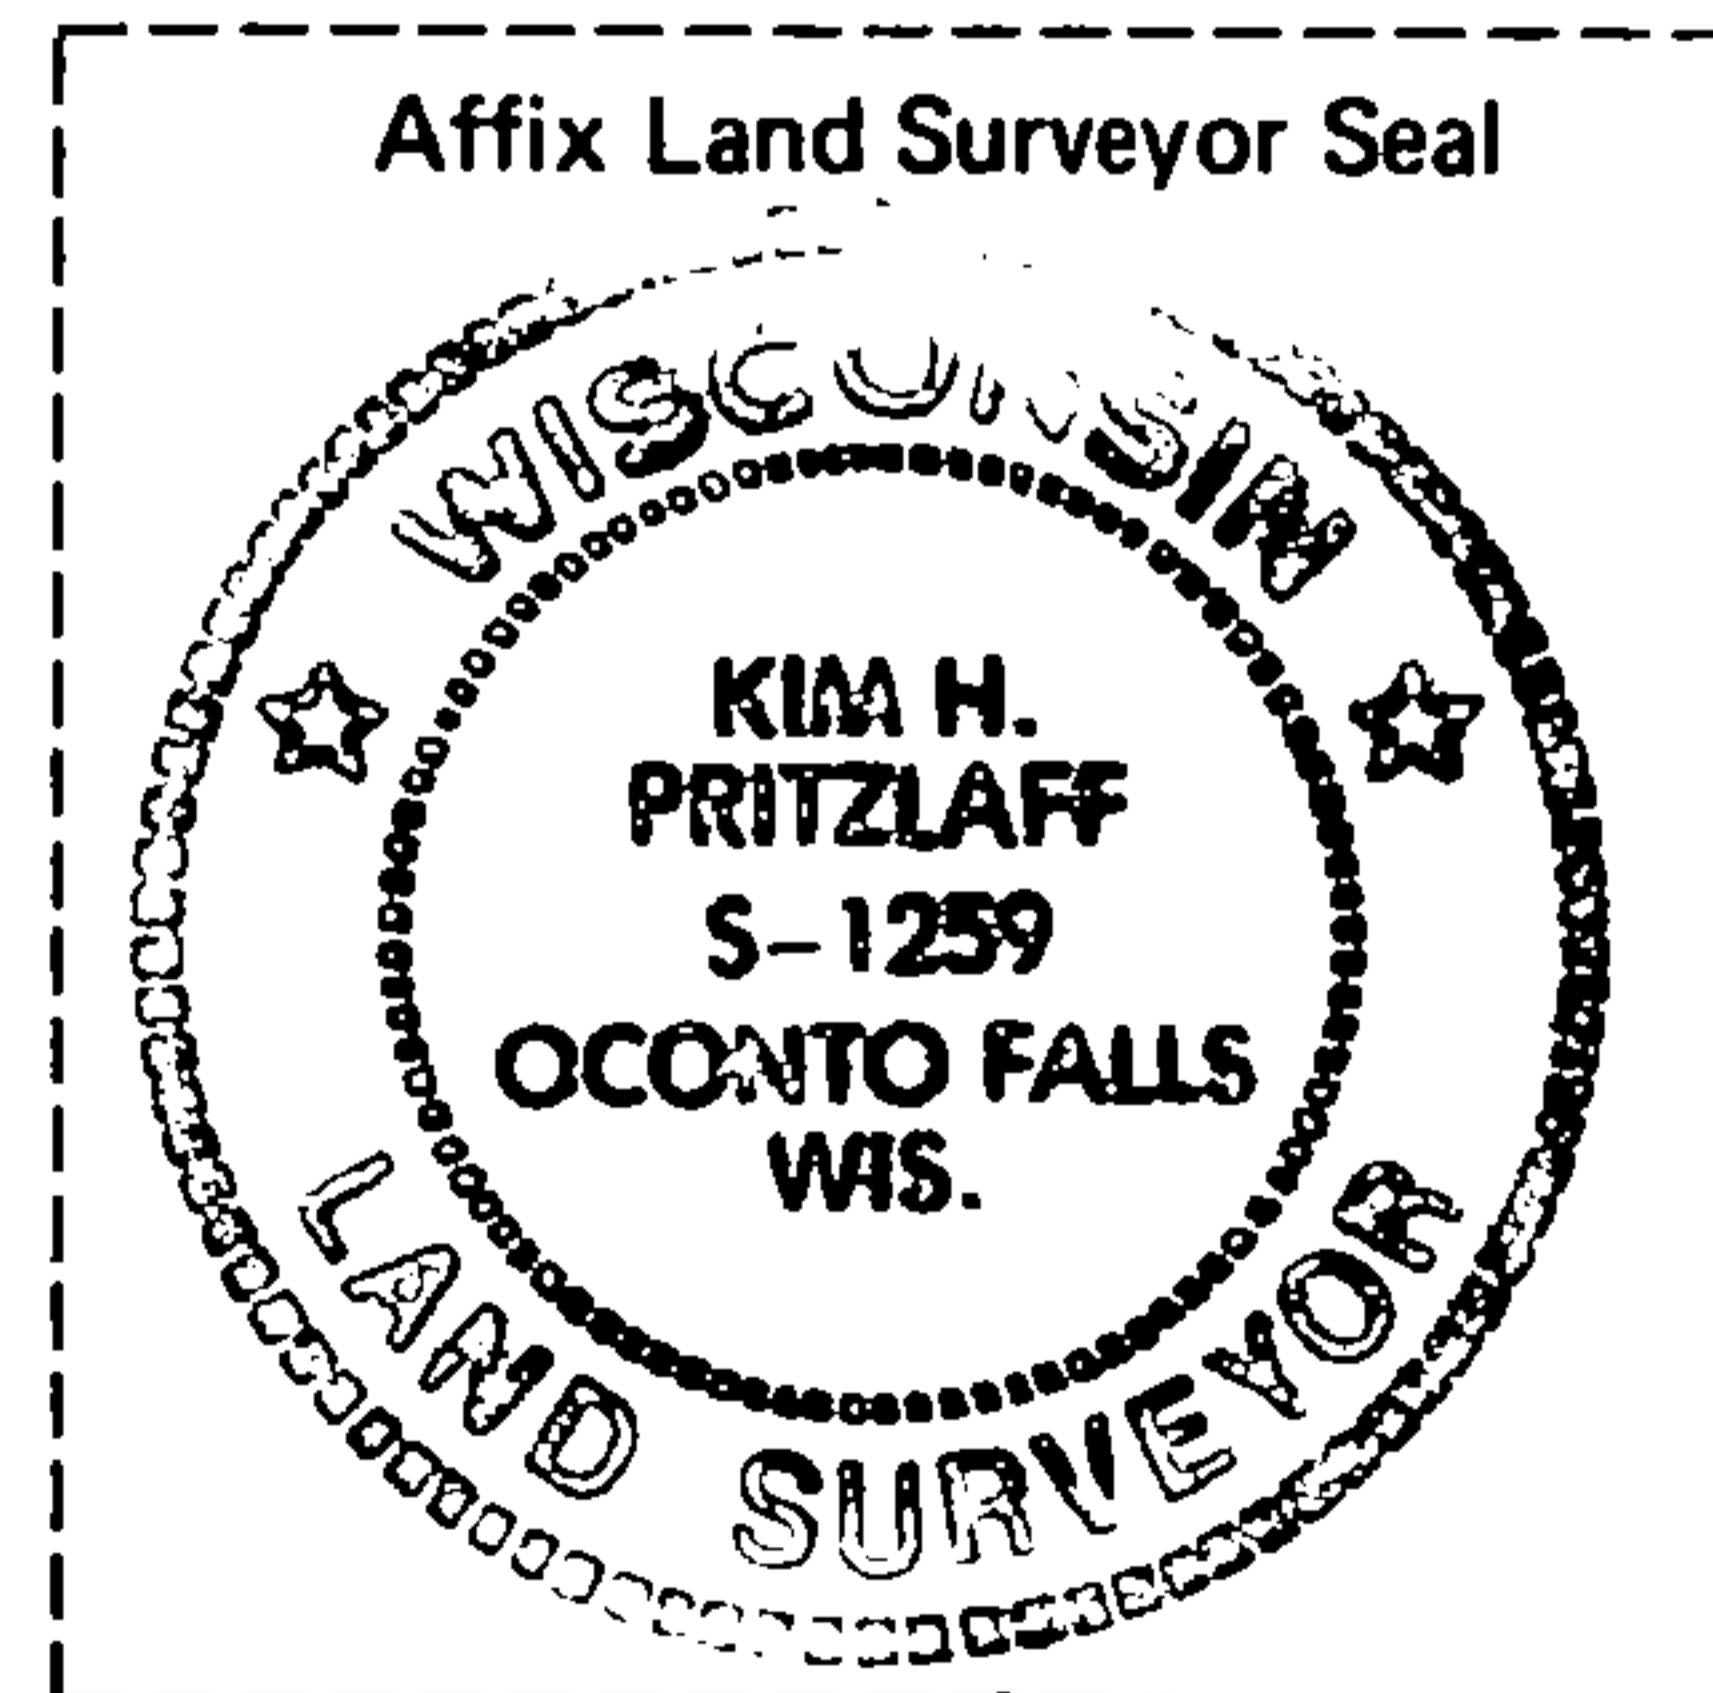 Affix Land Surveyor Seal
WISCONSIN
KIM H.
PRITZLAFF
S-1259
OCONTO FALLS
WIS.
LAND SURVEYOR